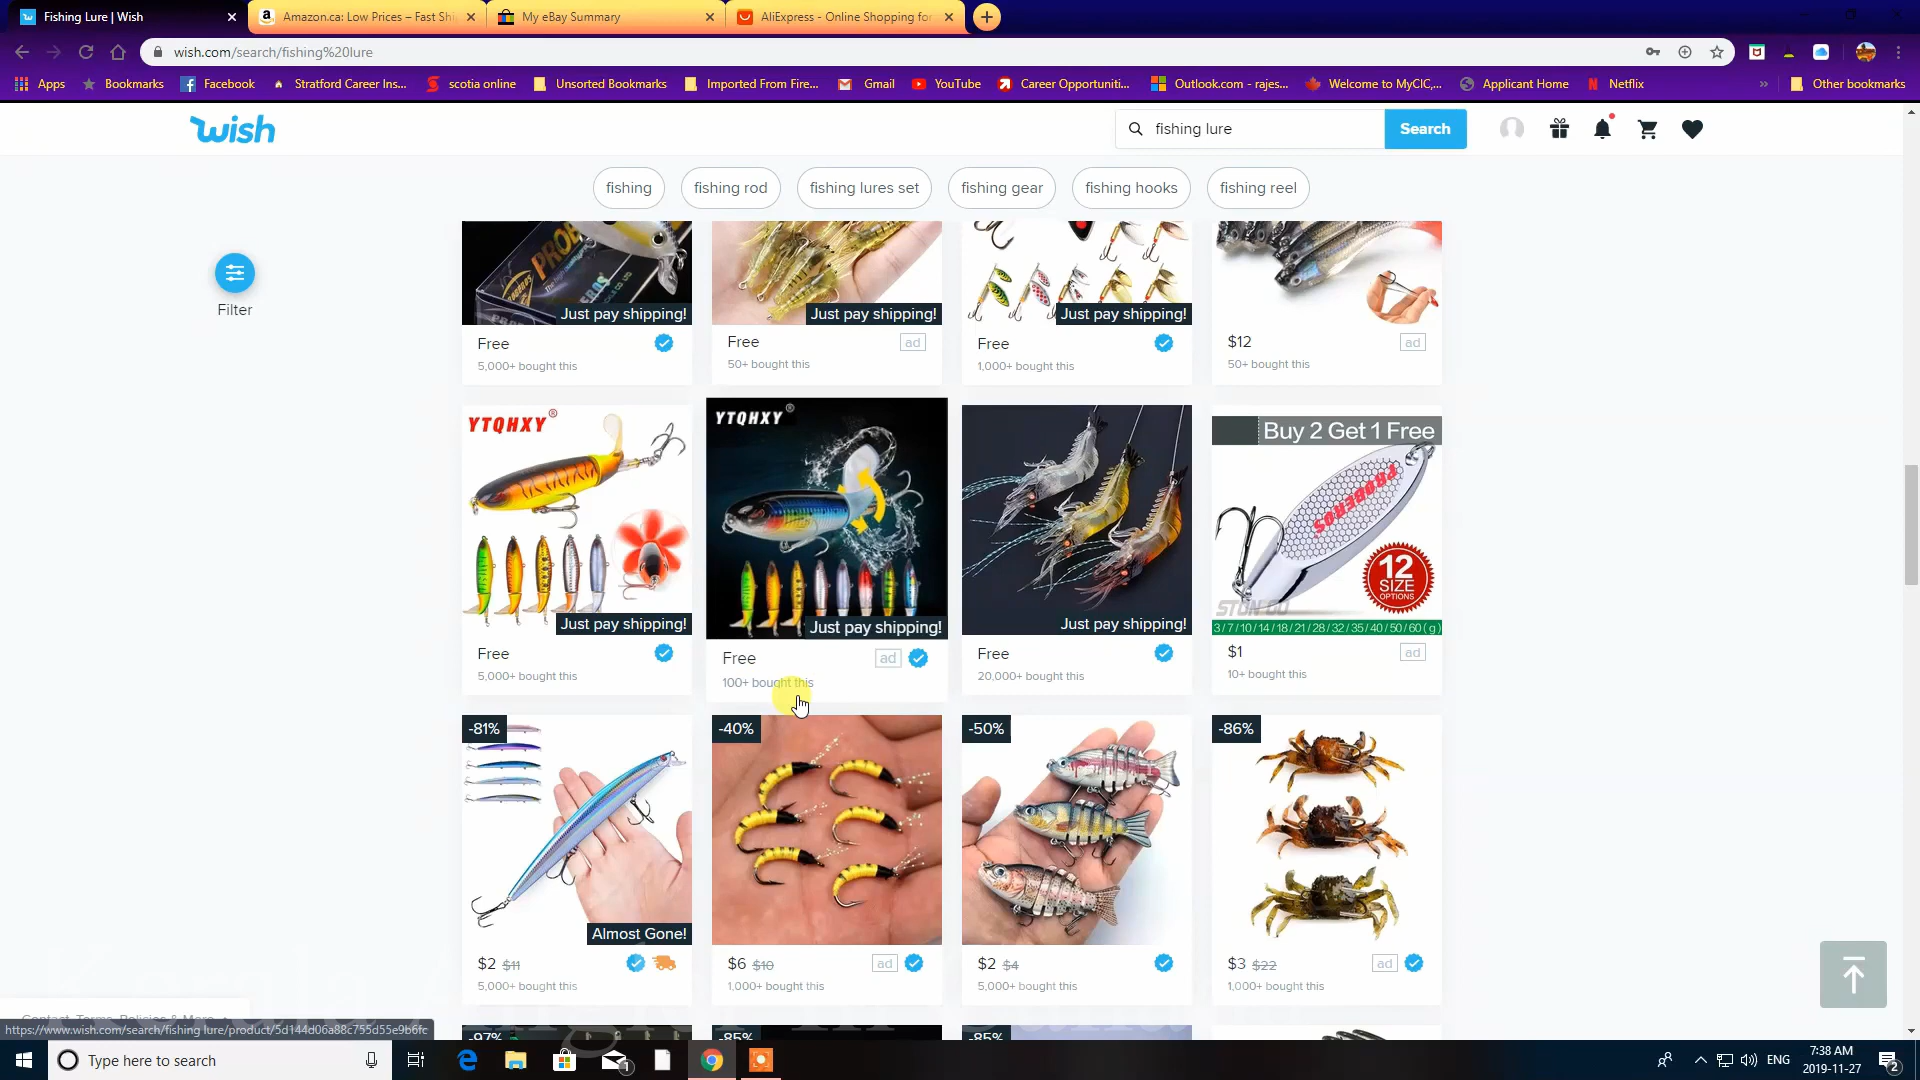 Fishing Lure | Wish
Amazon.ca: Low Prices – Fast Shi
My eBay Summary
AliExpress - Online Shopping for
wish.com/search/fishing%20lure
Apps
Bookmarks
Facebook
Stratford Career Ins...
scotia online
Unsorted Bookmarks
Imported From Fire...
Gmail
YouTube
Career Opportuniti...
Outlook.com - rajes...
Welcome to MyCIC,...
Applicant Home
Netflix
»
Other bookmarks
wish
fishing lure
Search
fishing
fishing rod
fishing lures set
fishing gear
fishing hooks
fishing reel
Filter
Just pay shipping!
Free
5,000+ bought this
Just pay shipping!
Free
ad
50+ bought this
Just pay shipping!
Free
1,000+ bought this
$12
ad
50+ bought this
YTQHXY®
Just pay shipping!
Free
5,000+ bought this
YTQHXY®
Just pay shipping!
Free
ad
100+ bought this
Just pay shipping!
Free
20,000+ bought this
Buy 2 Get 1 Free
PROBEROS
12
SIZE
OPTIONS
3 / 7 / 10 / 14 / 18 / 21 / 28 / 32 / 35 / 40 / 50 / 60 ( g )
$1
ad
10+ bought this
-81%
Almost Gone!
$2 $11
5,000+ bought this
-40%
$6 $10
ad
1,000+ bought this
-50%
$2 $4
5,000+ bought this
-86%
$3 $22
ad
1,000+ bought this
-97%
-85%
-85%
Contact, Terms, Policies & More
https://www.wish.com/search/fishing lure/product/5d144d06a88c755d55e9b6fc
Type here to search
1
ENG
7:38 AM
2019-11-27
2